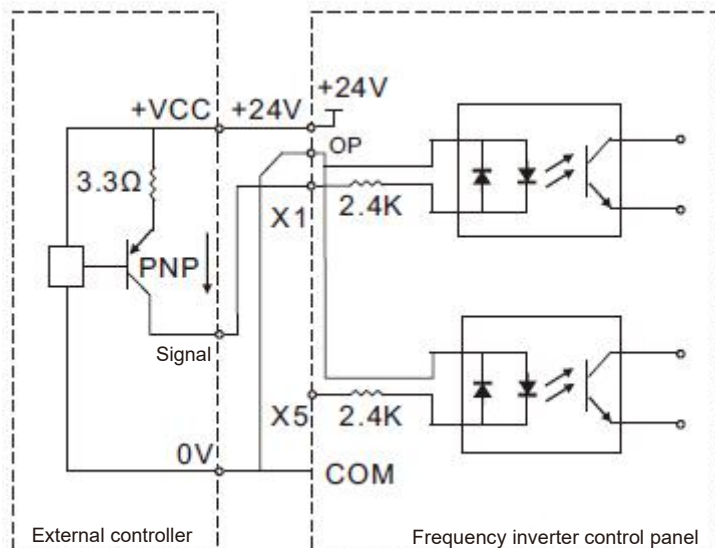 +24V
+VCC
+24V
OP
3.3Ω
X1
2.4K
PNP
Signal
X5
2.4K
0V
COM
External controller
Frequency inverter control panel